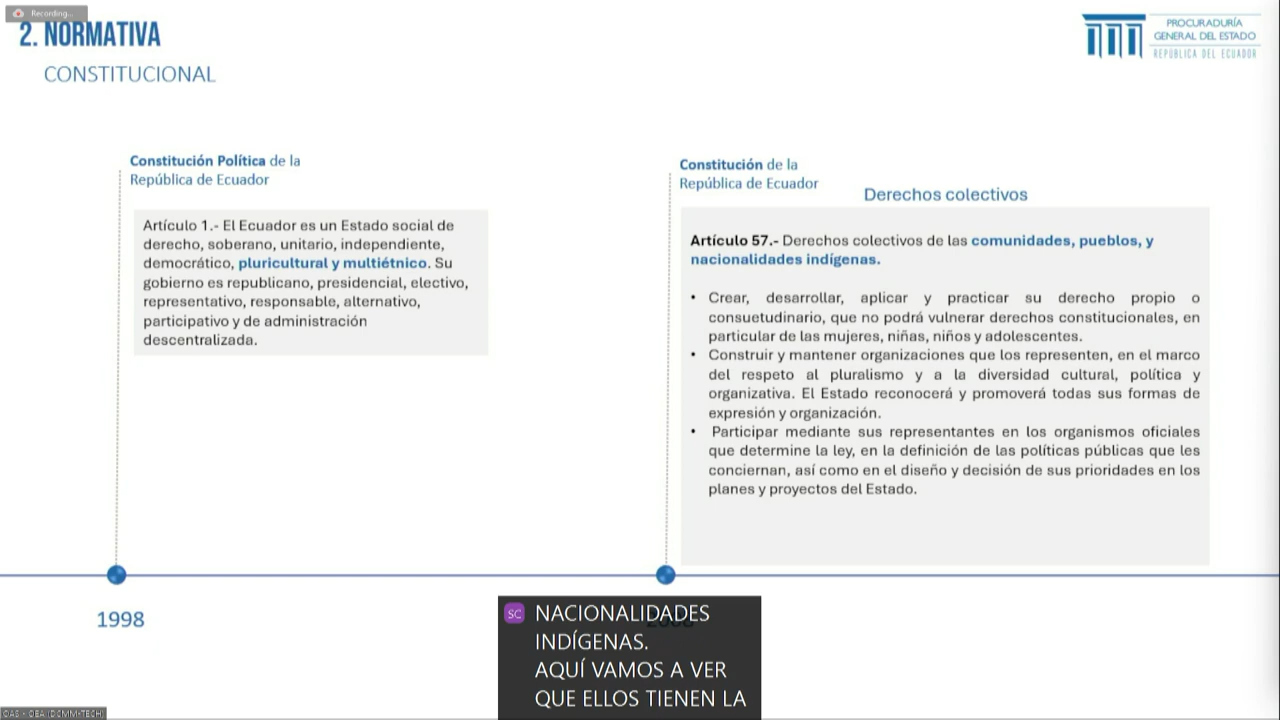 Recording...
2. NORMATIVA
CONSTITUCIONAL
PROCURADURÍA
GENERAL DEL ESTADO
REPÚBLICA DEL ECUADOR
Constitución Política de la
República de Ecuador
Artículo 1.- El Ecuador es un Estado social de
derecho, soberano, unitario, independiente,
democrático, pluricultural y multiétnico. Su
gobierno es republicano, presidencial, electivo,
representativo, responsable, alternativo,
participativo y de administración
descentralizada.
1998
Constitución de la
República de Ecuador
Derechos colectivos
Artículo 57.- Derechos colectivos de las comunidades, pueblos, y
nacionalidades indígenas.
• Crear, desarrollar, aplicar y practicar su derecho propio o
consuetudinario, que no podrá vulnerar derechos constitucionales, en
particular de las mujeres, niñas, niños y adolescentes.
• Construir y mantener organizaciones que los representen, en el marco
del respeto al pluralismo y a la diversidad cultural, política y
organizativa. El Estado reconocerá y promoverá todas sus formas de
expresión y organización.
• Participar mediante sus representantes en los organismos oficiales
que determine la ley, en la definición de las políticas públicas que les
conciernan, así como en el diseño y decisión de sus prioridades en los
planes y proyectos del Estado.
SC NACIONALIDADES
INDÍGENAS.
AQUÍ VAMOS A VER
QUE ELLOS TIENEN LA
OAS - OEA (DCMM-TECH)